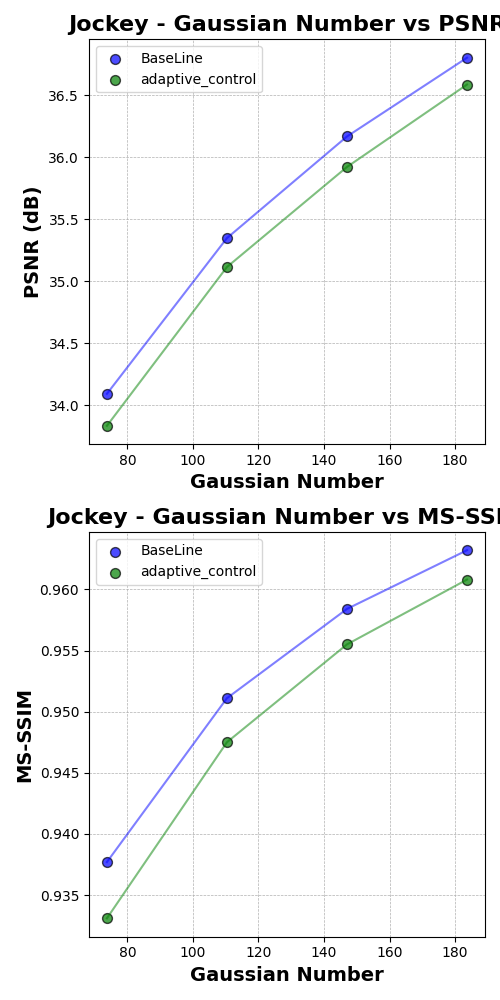 Jockey - Gaussian Number vs PSNR
BaseLine
adaptive_control
36.5
36.0
35.5
35.0
34.5
34.0
PSNR (dB)
80 100 120 140 160 180
Gaussian Number
Jockey - Gaussian Number vs MS-SSI
BaseLine
adaptive_control
0.960
0.955
0.950
0.945
0.940
0.935
MS-SSIM
80 100 120 140 160 180
Gaussian Number